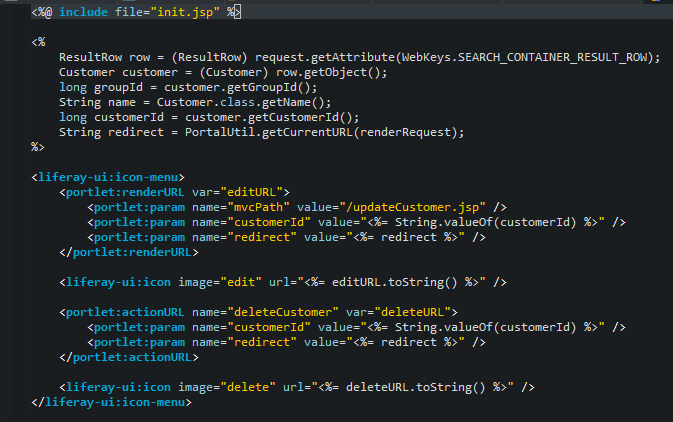 <%@ include file="init.jsp" %>
<%
ResultRow row = (ResultRow) request.getAttribute(WebKeys.SEARCH_CONTAINER_RESULT_ROW);
Customer customer = (Customer) row.getObject();
long groupId = customer.getGroupId();
String name = Customer.class.getName();
long customerId = customer.getCustomerId();
String redirect = PortalUtil.getCurrentURL(renderRequest);
%>
<liferay-ui:icon-menu>
<portlet:renderURL var="editURL">
<portlet:param name="mvcPath" value="/updateCustomer.jsp" />
<portlet:param name="customerId" value="<%= String.valueOf(customerId) %>" />
<portlet:param name="redirect" value="<%= redirect %>" />
</portlet:renderURL>
<liferay-ui:icon image="edit" url="<%= editURL.toString() %>" />
<portlet:actionURL name="deleteCustomer" var="deleteURL">
<portlet:param name="customerId" value="<%= String.valueOf(customerId) %>" />
<portlet:param name="redirect" value="<%= redirect %>" />
</portlet:actionURL>
<liferay-ui:icon image="delete" url="<%= deleteURL.toString() %>" />
</liferay-ui:icon-menu>